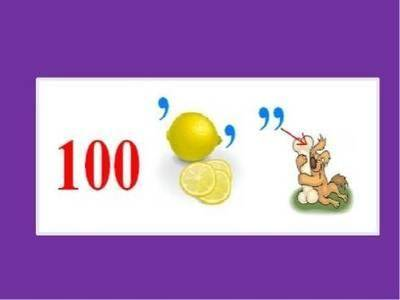 100 ’ , ”